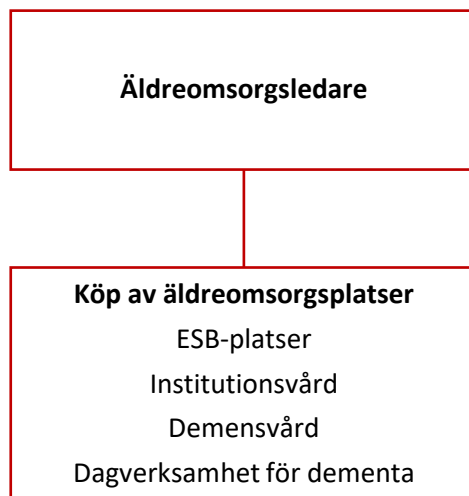 Äldreomsorgsledare
Köp av äldreomsorgsplatser
ESB-platser
Institutionsvård
Demensvård
Dagverksamhet för dementa